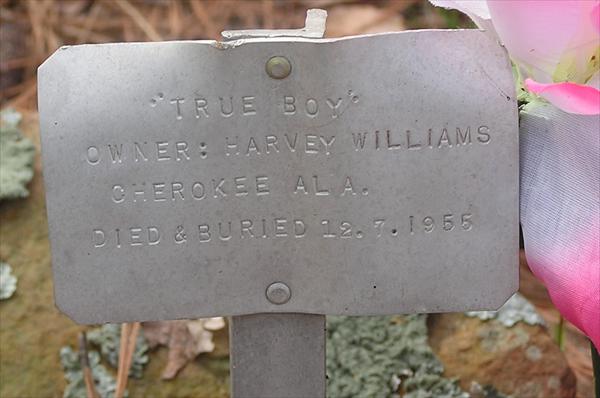 "TRUE BOY"
OWNER: HARVEY WILLIAMS
CHEROKEE ALA.
DIED & BURIED 12.7.1955